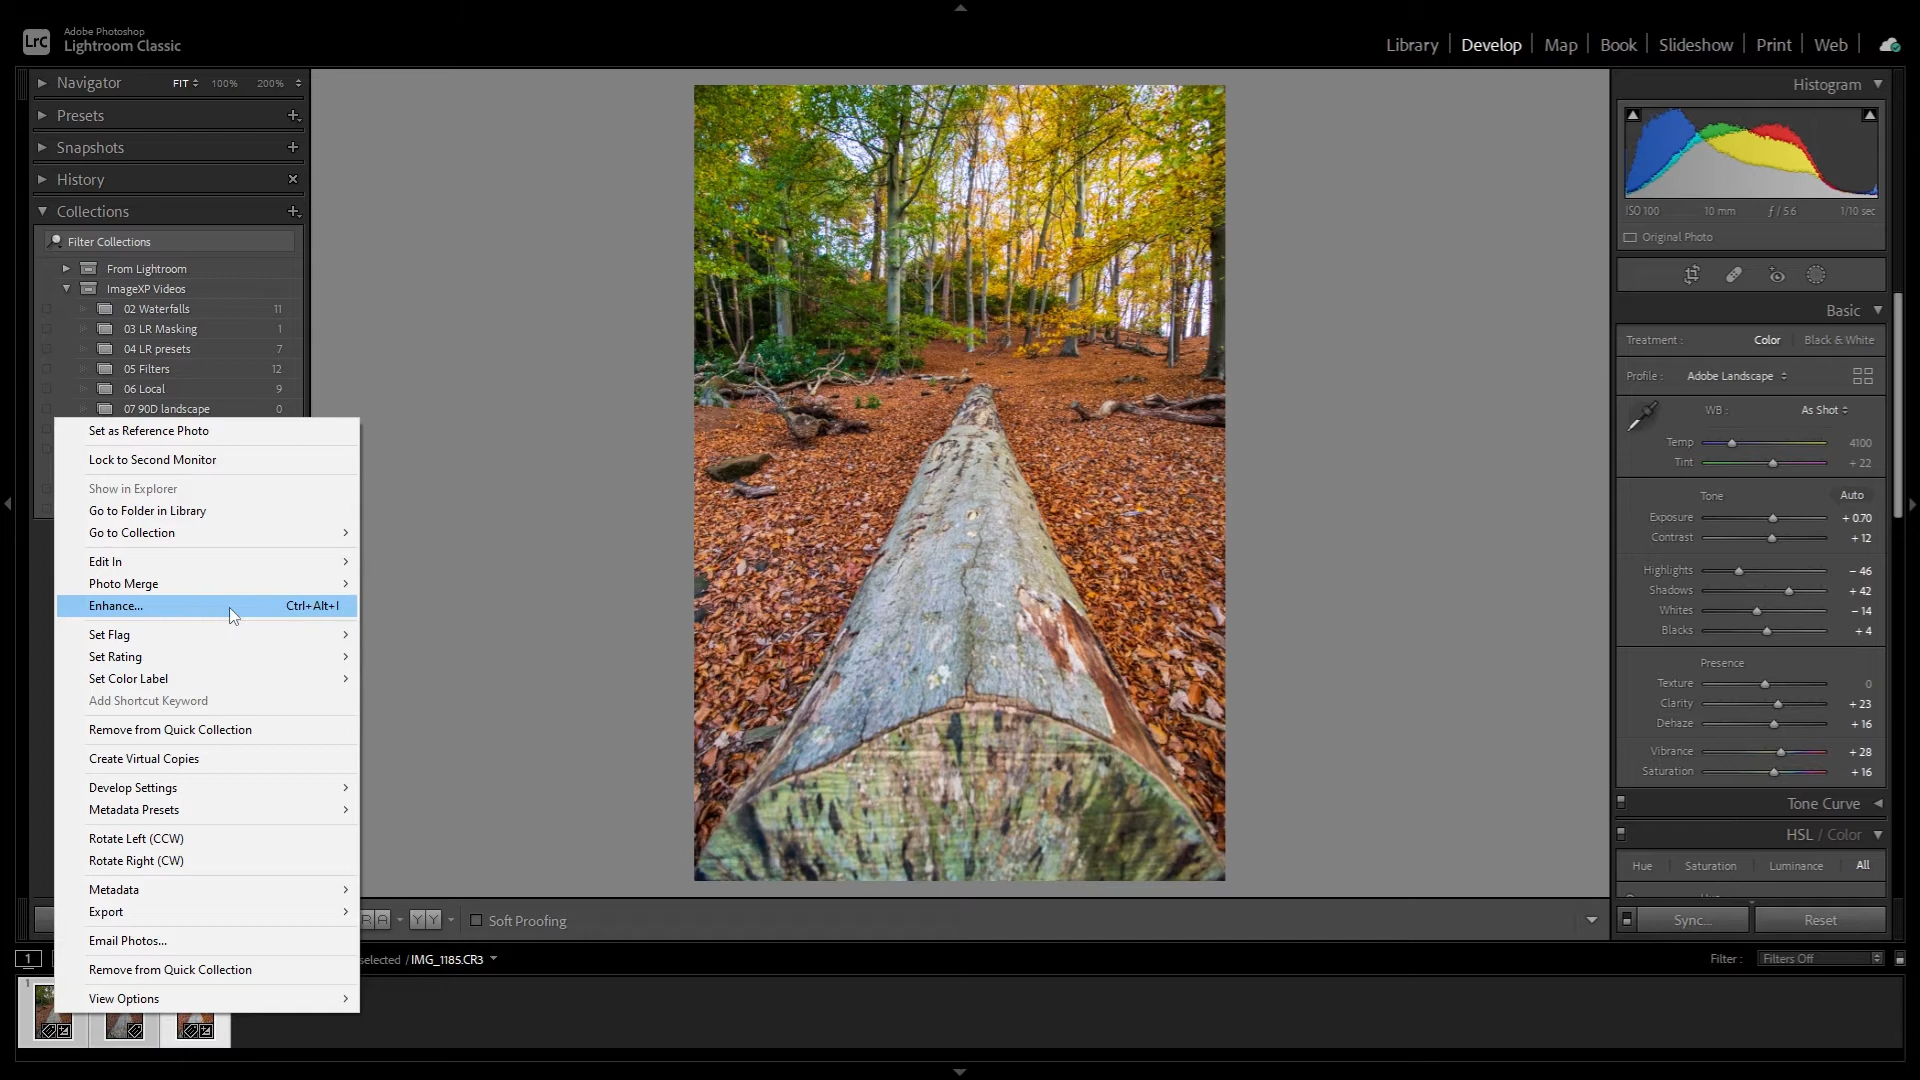 LrC
Adobe Photoshop
Lightroom Classic
Library
Develop
Map
Book
Slideshow
Print
Web
Navigator
FIT
100%
200%
Presets
Snapshots
History
Collections
Filter Collections
From Lightroom
ImageXP Videos
02 Waterfalls 11
03 LR Masking 1
04 LR presets 7
05 Filters 12
06 Local 9
07 90D landscape 0
Set as Reference Photo
Lock to Second Monitor
Show in Explorer
Go to Folder in Library
Go to Collection
Edit In
Photo Merge
Enhance... Ctrl+Alt+I
Set Flag
Set Rating
Set Color Label
Add Shortcut Keyword
Remove from Quick Collection
Create Virtual Copies
Develop Settings
Metadata Presets
Rotate Left (CCW)
Rotate Right (CW)
Metadata
Export
Email Photos...
Remove from Quick Collection
View Options
R A
Y Y
Soft Proofing
1
selected / IMG_1185.CR3
Filter :
Filters Off
1
Histogram
ISO 100
10 mm
ƒ / 5.6
1/10 sec
Original Photo
Basic
Treatment :
Color
Black & White
Profile :
Adobe Landscape
WB :
As Shot
Temp 4100
Tint + 22
Tone
Auto
Exposure + 0.70
Contrast + 12
Highlights – 46
Shadows + 42
Whites – 14
Blacks + 4
Presence
Texture 0
Clarity + 23
Dehaze + 16
Vibrance + 28
Saturation + 16
Tone Curve
HSL / Color
Hue
Saturation
Luminance
All
Sync...
Reset